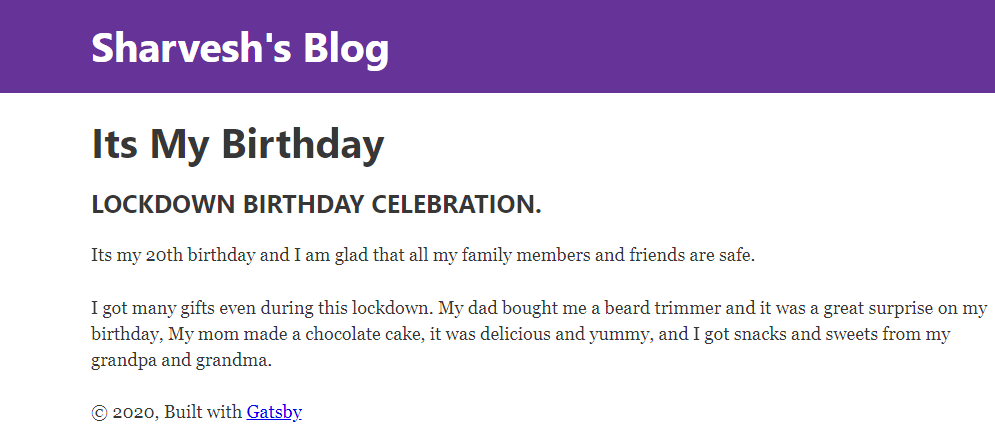 Sharvesh's Blog
Its My Birthday
LOCKDOWN BIRTHDAY CELEBRATION.
Its my 20th birthday and I am glad that all my family members and friends are safe.
I got many gifts even during this lockdown. My dad bought me a beard trimmer and it was a great surprise on my
birthday, My mom made a chocolate cake, it was delicious and yummy, and I got snacks and sweets from my
grandpa and grandma.
© 2020, Built with Gatsby